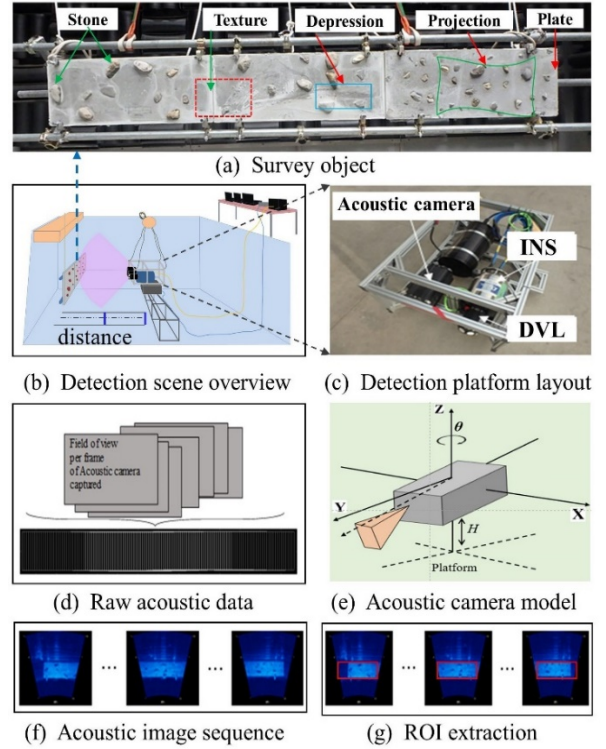 Stone
Texture
Depression
Projection
Plate
(a) Survey object
distance
(b) Detection scene overview
Acoustic camera
INS
DVL
(c) Detection platform layout
Field of view
per frame
of Acoustic camera
captured
(d) Raw acoustic data
Z
θ
Y
X
H
Platform
(e) Acoustic camera model
... ...
(f) Acoustic image sequence
... ...
(g) ROI extraction